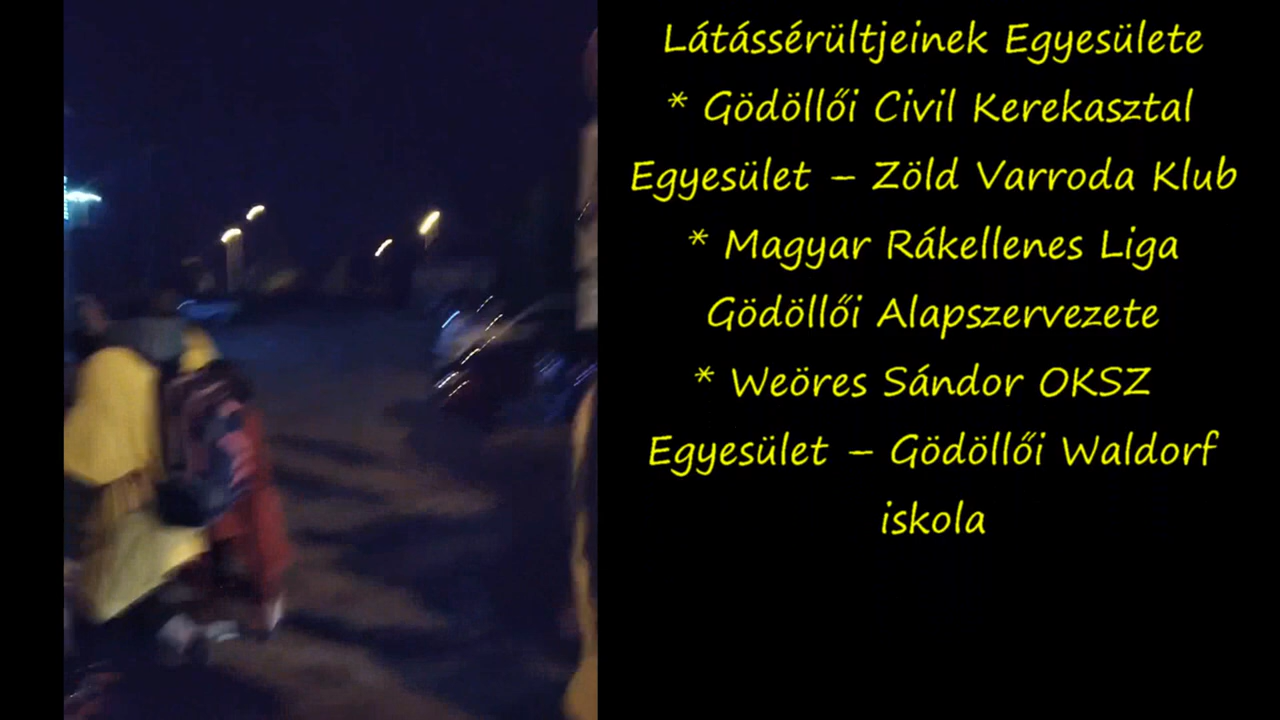 Látássérültjeinek Egyesülete
* Gödöllői Civil Kerekasztal
Egyesület – Zöld Varroda Klub
* Magyar Rákellenes Liga
Gödöllői Alapszervezete
* Weöres Sándor OKSZ
Egyesület – Gödöllői Waldorf
iskola